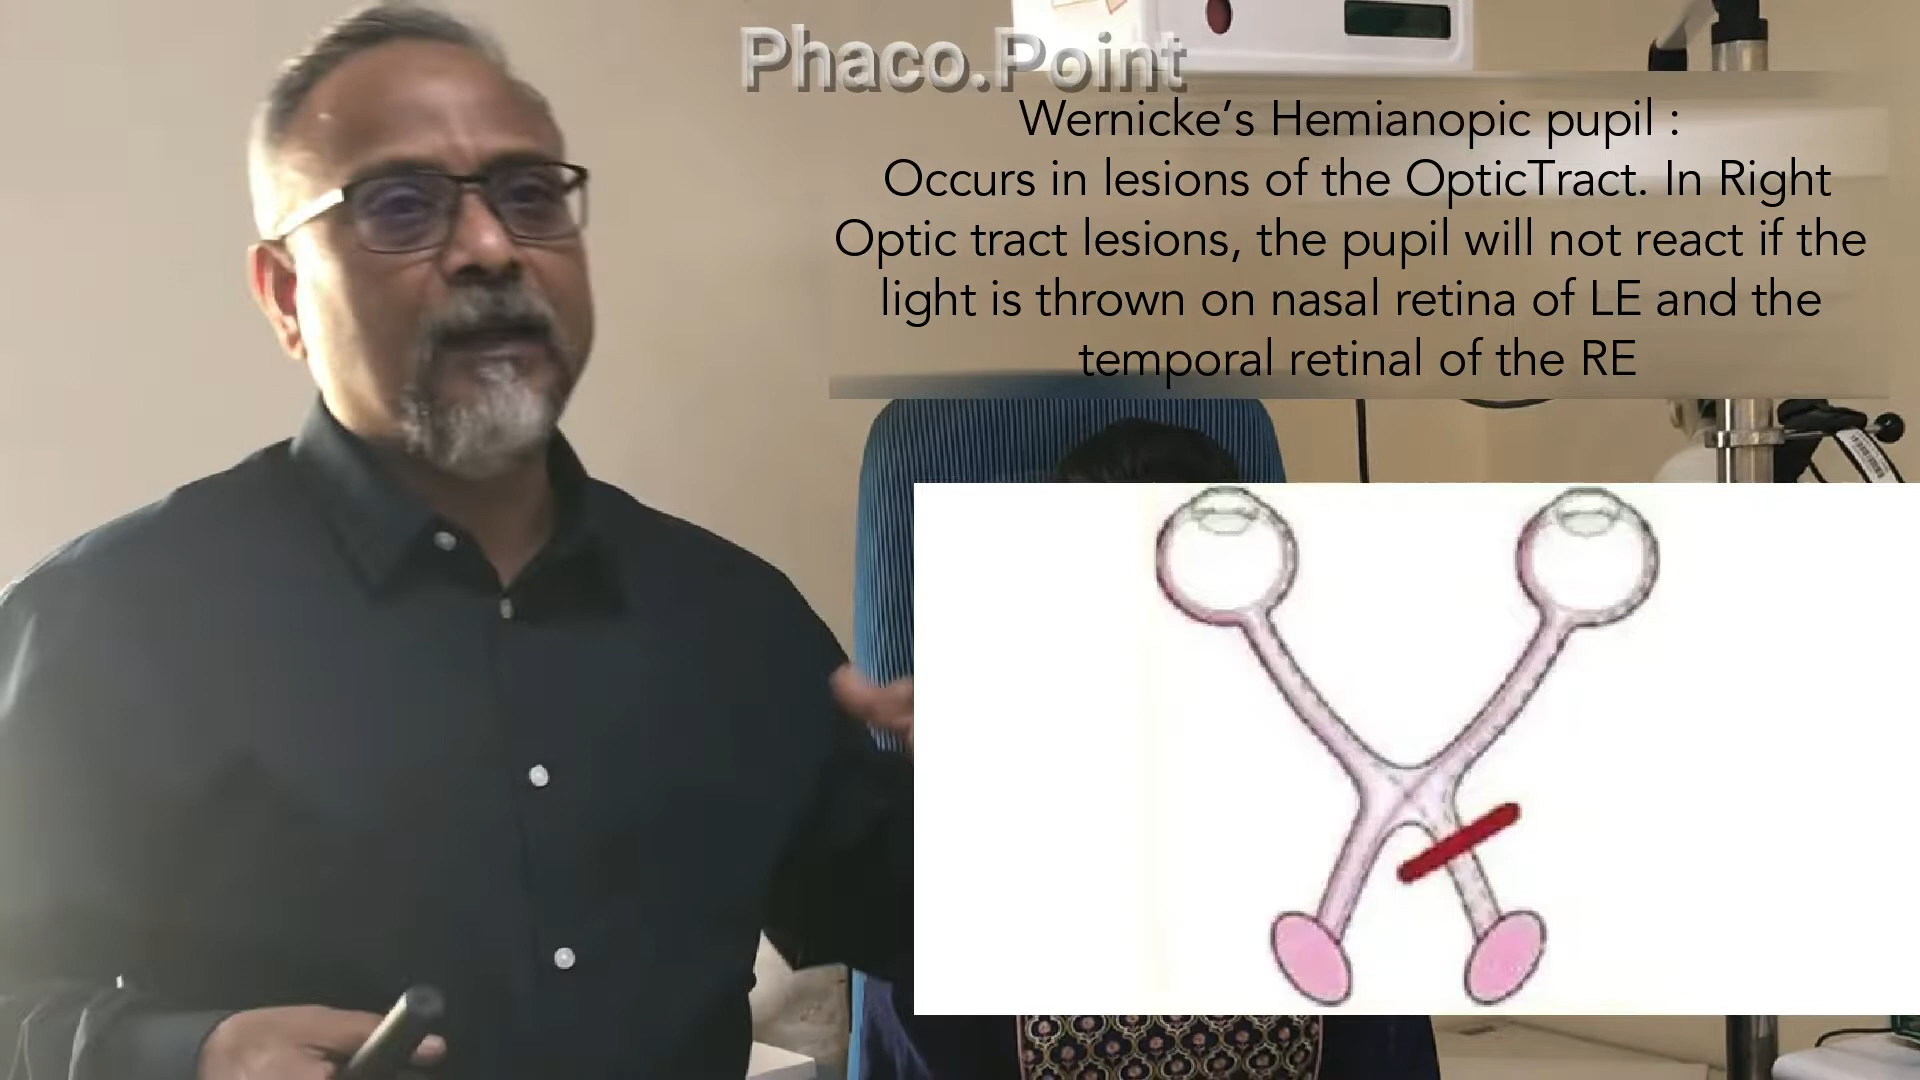 Phaco.Point
Wernicke’s Hemianopic pupil :
Occurs in lesions of the OpticTract. In Right
Optic tract lesions, the pupil will not react if the
light is thrown on nasal retina of LE and the
temporal retinal of the RE